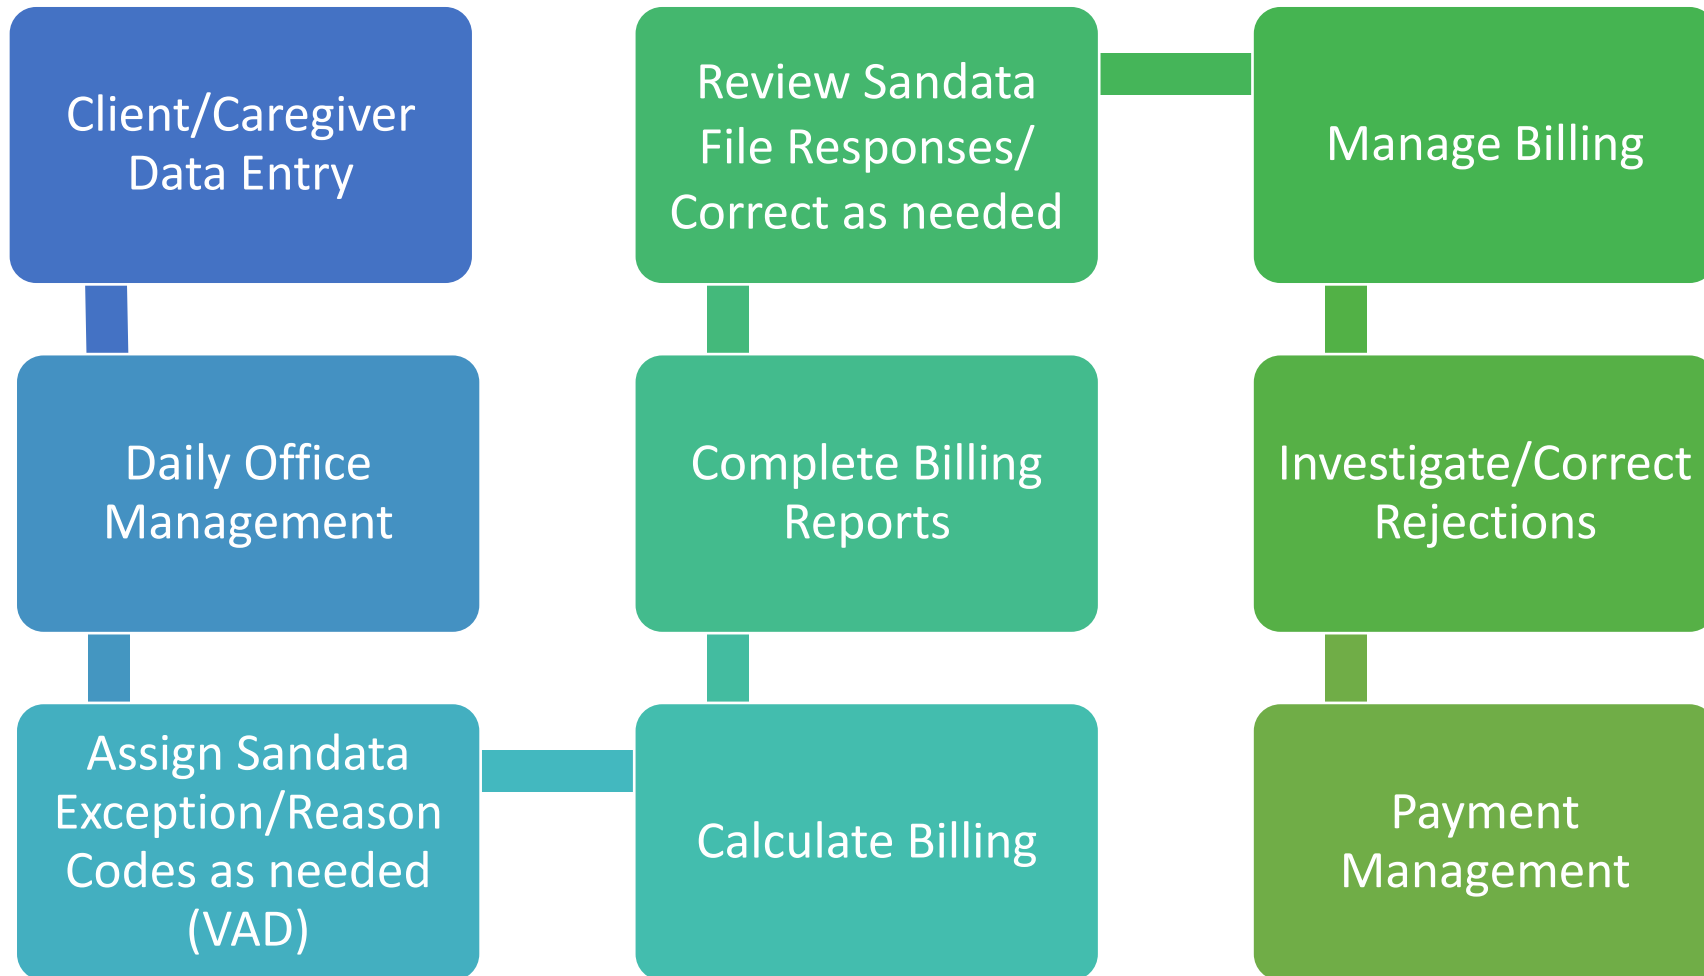 Client/Caregiver
Data Entry
Daily Office
Management
Assign Sandata
Exception/Reason
Codes as needed
(VAD)
Calculate Billing
Complete Billing
Reports
Review Sandata
File Responses/
Correct as needed
Manage Billing
Investigate/Correct
Rejections
Payment
Management